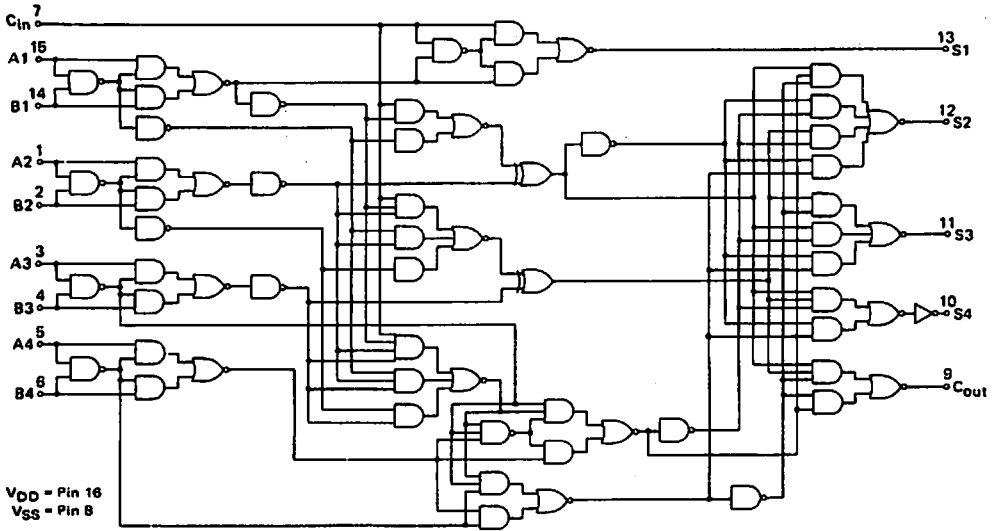 Cin 7
13 S1
A1 15
B1 14
12 S2
A2 1
B2 2
11 S3
A3 3
B3 4
10 S4
A4 5
B4 6
9 Cout
VDD = Pin 16
VSS = Pin 8